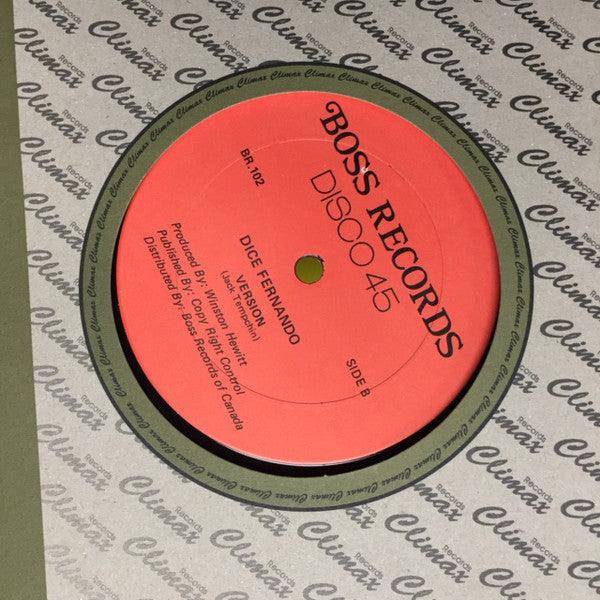 BOSS RECORDS
DISCO 45
BR.102
SIDE B
DICE FERNANDO
VERSION
(Jack Tempchin)
Produced By: Winston Hewitt
Published By: Copy Right Control
Distributed By: Boss Records of Canada
Climax Records